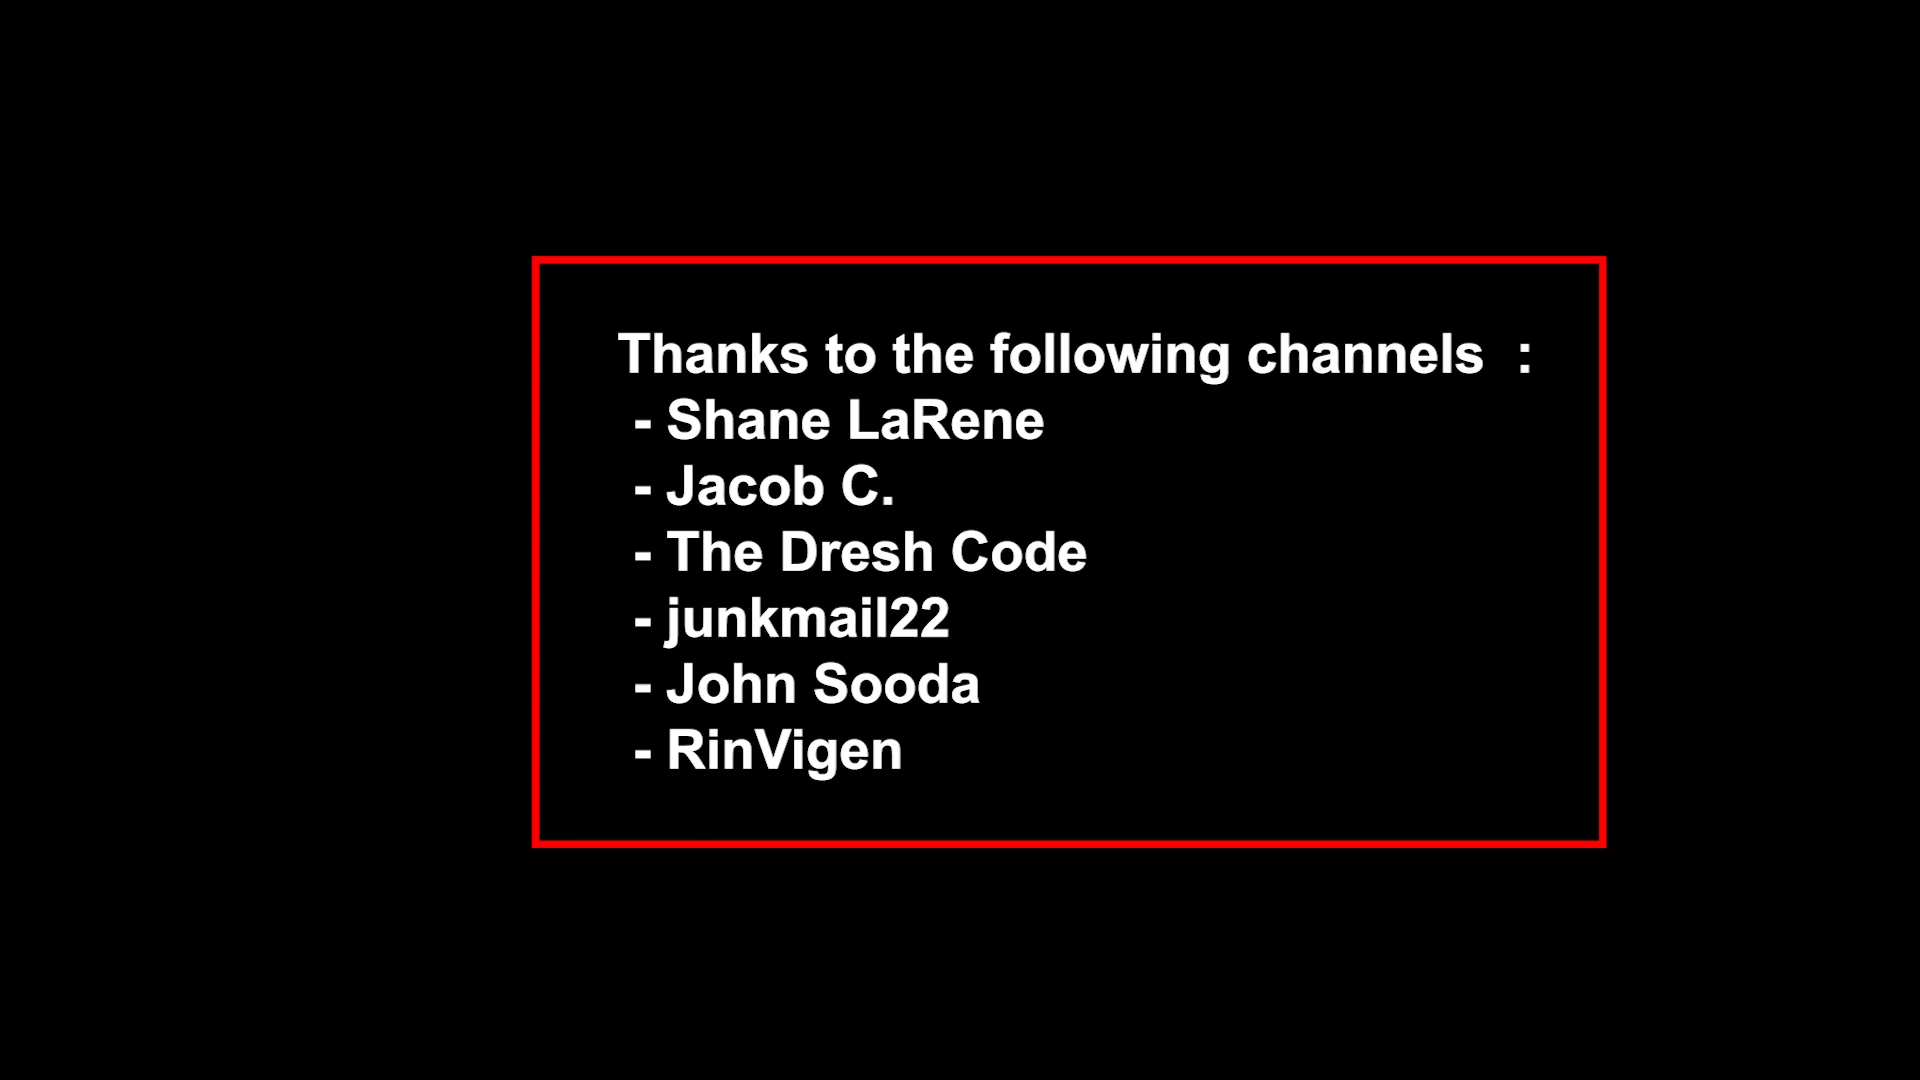 Thanks to the following channels  :
- Shane LaRene
- Jacob C.
- The Dresh Code
- junkmail22
- John Sooda
- RinVigen